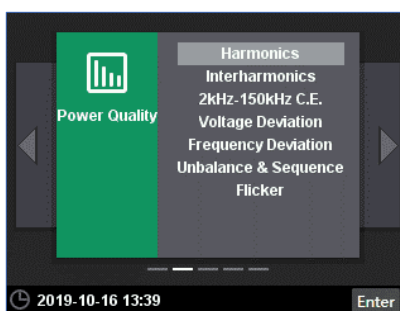 Power Quality
Harmonics
Interharmonics
2kHz-150kHz C.E.
Voltage Deviation
Frequency Deviation
Unbalance & Sequence
Flicker
2019-10-16 13:39
Enter